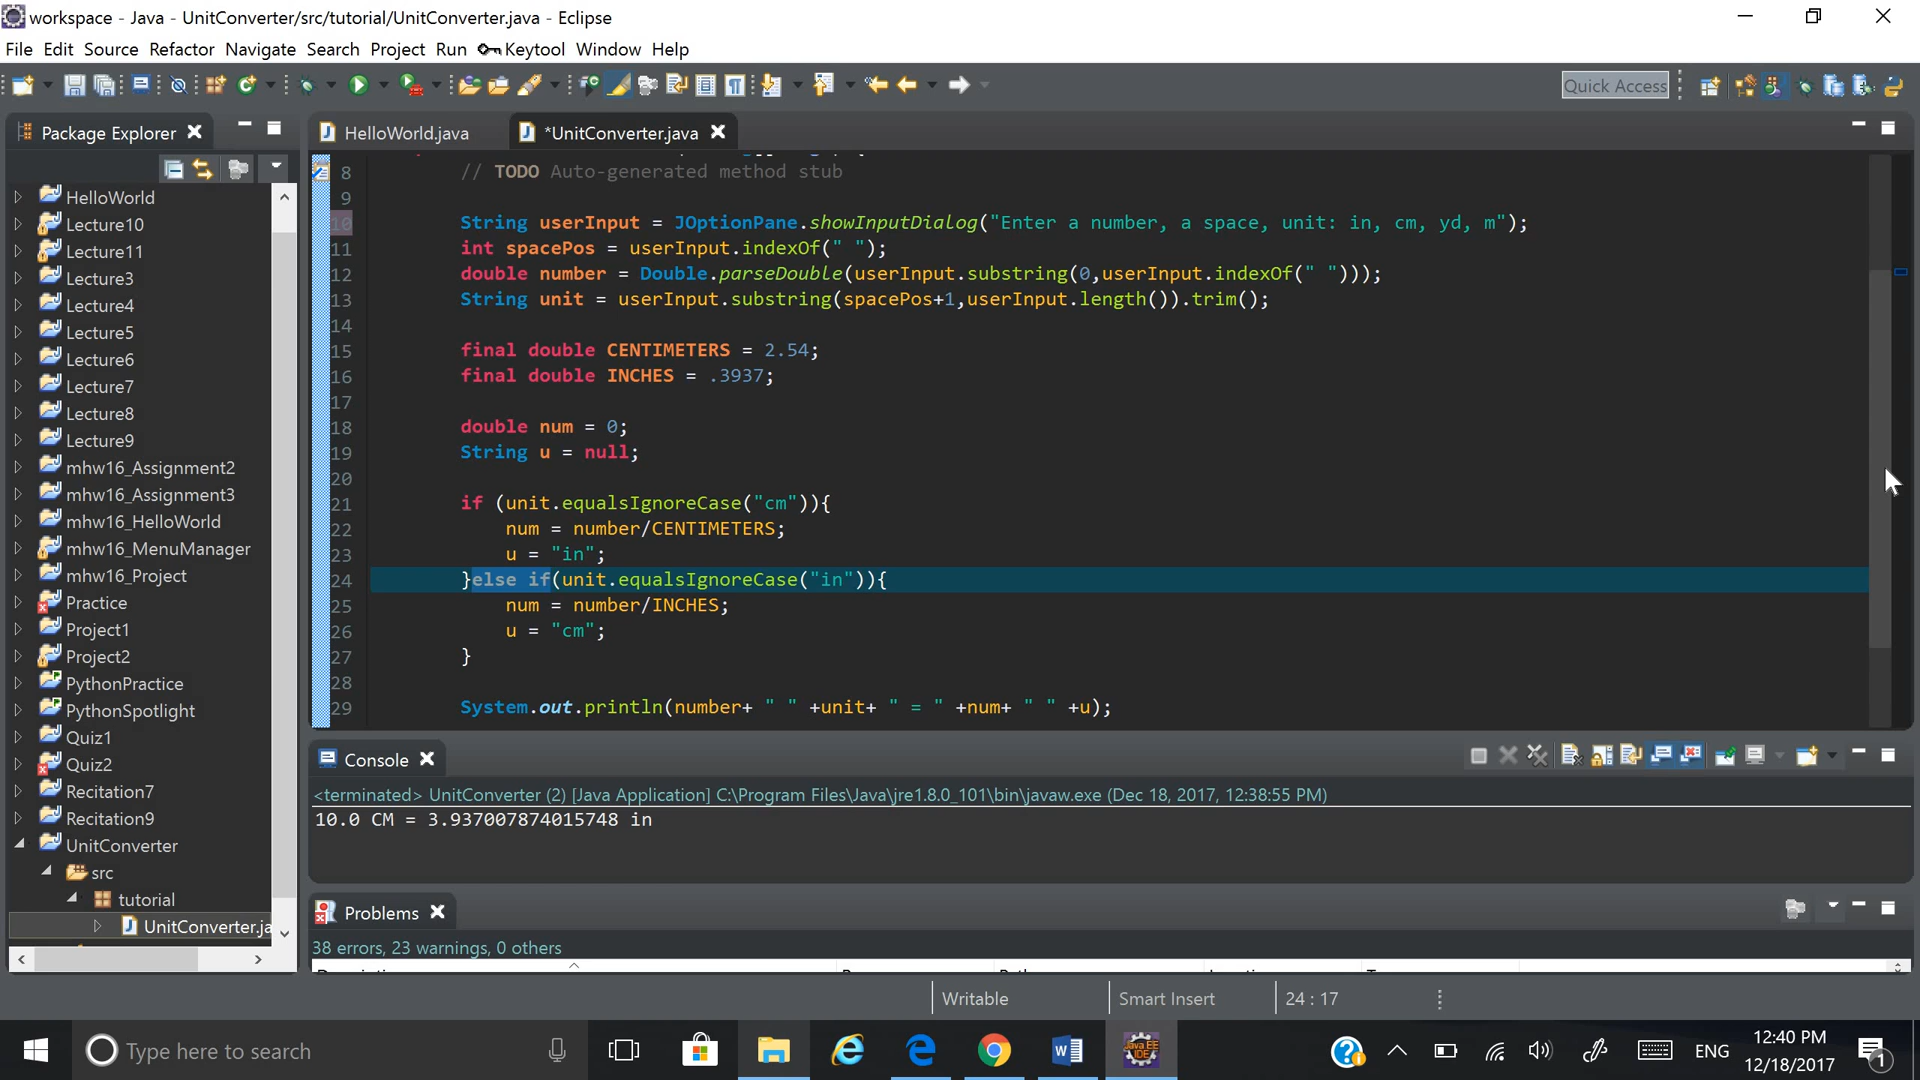 workspace - Java - UnitConverter/src/tutorial/UnitConverter.java - Eclipse
File Edit Source Refactor Navigate Search Project Run Keytool Window Help
Quick Access
Package Explorer
HelloWorld.java
*UnitConverter.java
HelloWorld
Lecture10
Lecture11
Lecture3
Lecture4
Lecture5
Lecture6
Lecture7
Lecture8
Lecture9
mhw16_Assignment2
mhw16_Assignment3
mhw16_HelloWorld
mhw16_MenuManager
mhw16_Project
Practice
Project1
Project2
PythonPractice
PythonSpotlight
Quiz1
Quiz2
Recitation7
Recitation9
UnitConverter
src
tutorial
UnitConverter.ja
8 // TODO Auto-generated method stub
9
10 String userInput = JOptionPane.showInputDialog("Enter a number, a space, unit: in, cm, yd, m");
11 int spacePos = userInput.indexOf(" ");
12 double number = Double.parseDouble(userInput.substring(0,userInput.indexOf(" ")));
13 String unit = userInput.substring(spacePos+1,userInput.length()).trim();
14
15 final double CENTIMETERS = 2.54;
16 final double INCHES = .3937;
17
18 double num = 0;
19 String u = null;
20
21 if (unit.equalsIgnoreCase("cm")){
22 num = number/CENTIMETERS;
23 u = "in";
24 }else if(unit.equalsIgnoreCase("in")){
25 num = number/INCHES;
26 u = "cm";
27 }
28
29 System.out.println(number+ " " +unit+ " = " +num+ " " +u);
Console
<terminated> UnitConverter (2) [Java Application] C:\Program Files\Java\jre1.8.0_101\bin\javaw.exe (Dec 18, 2017, 12:38:55 PM)
10.0 CM = 3.937007874015748 in
Problems
38 errors, 23 warnings, 0 others
Writable
Smart Insert
24 : 17
Type here to search
ENG
12:40 PM
12/18/2017
1